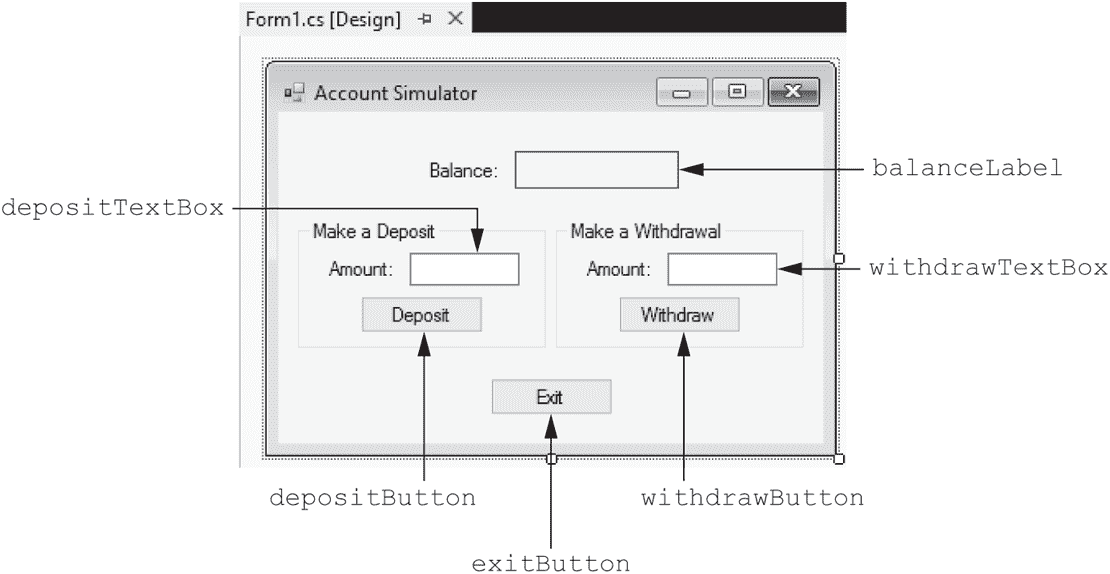 Form1.cs [Design]
Account Simulator
Balance:
balanceLabel
depositTextBox
Make a Deposit
Make a Withdrawal
Amount:
Amount:
withdrawTextBox
Deposit
Withdraw
Exit
depositButton
withdrawButton
exitButton